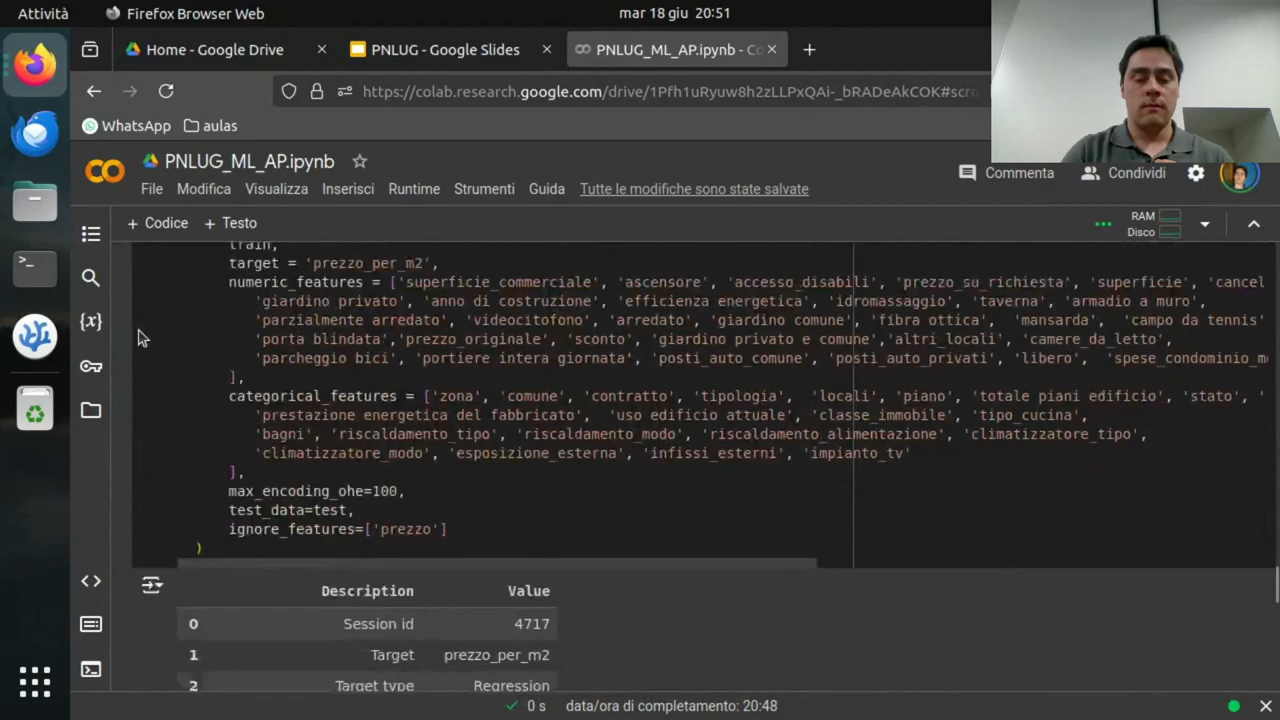 Attività
Firefox Browser Web
mar 18 giu 20:51
Home - Google Drive
PNLUG - Google Slides
PNLUG_ML_AP.ipynb - Co
https://colab.research.google.com/drive/1Pfh1uRyuw8h2zLLPxQAi-_bRADeAkCOK#scro
WhatsApp
aulas
PNLUG_ML_AP.ipynb
File Modifica Visualizza Inserisci Runtime Strumenti Guida Tutte le modifiche sono state salvate
Commenta
Condividi
+ Codice + Testo
RAM
Disco
train,
target = 'prezzo_per_m2',
numeric_features = ['superficie_commerciale', 'ascensore', 'accesso_disabili', 'prezzo_su_richiesta', 'superficie', 'cancel
'giardino privato', 'anno di costruzione', 'efficienza energetica', 'idromassaggio', 'taverna', 'armadio a muro',
'parzialmente arredato', 'videocitofono', 'arredato', 'giardino comune', 'fibra ottica', 'mansarda', 'campo da tennis'
'porta blindata','prezzo_originale', 'sconto', 'giardino privato e comune','altri_locali', 'camere_da_letto',
'parcheggio bici', 'portiere intera giornata', 'posti_auto_comune', 'posti_auto_privati', 'libero', 'spese_condominio_m
],
categorical_features = ['zona', 'comune', 'contratto', 'tipologia', 'locali', 'piano', 'totale piani edificio', 'stato', '
'prestazione energetica del fabbricato', 'uso edificio attuale', 'classe_immobile', 'tipo_cucina',
'bagni', 'riscaldamento_tipo', 'riscaldamento_modo', 'riscaldamento_alimentazione', 'climatizzatore_tipo',
'climatizzatore_modo', 'esposizione_esterna', 'infissi_esterni', 'impianto_tv'
],
max_encoding_ohe=100,
test_data=test,
ignore_features=['prezzo']
)
Description Value
0 Session id 4717
1 Target prezzo_per_m2
2 Target type Regression
0 s data/ora di completamento: 20:48